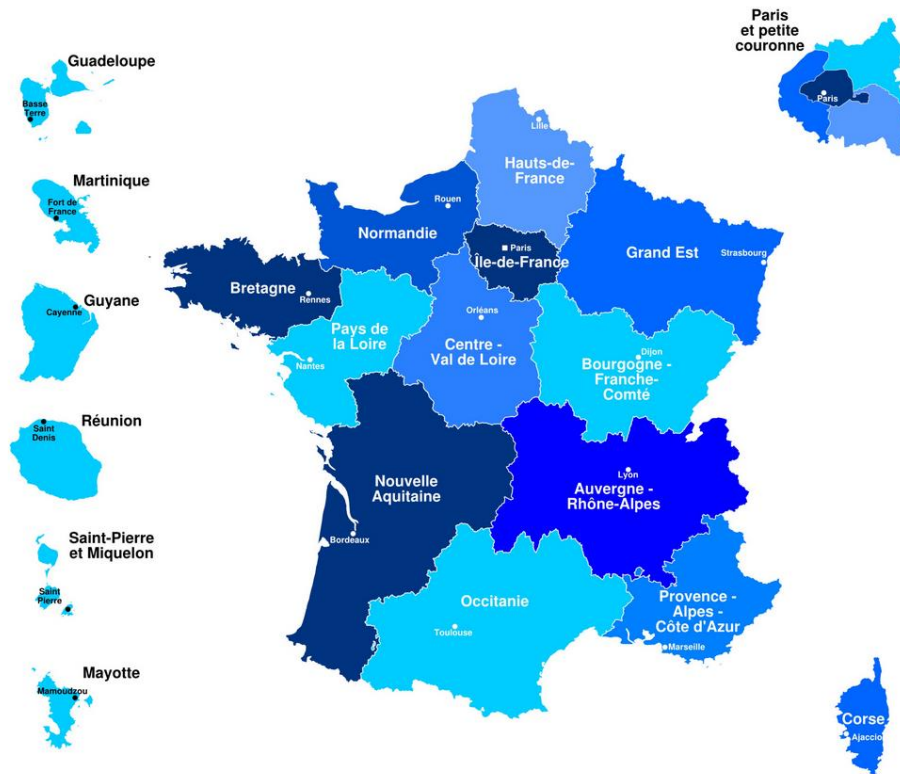 Paris
et petite
couronne
Paris
Guadeloupe
Basse
Terre
Martinique
Fort de
France
Guyane
Cayenne
Réunion
Saint
Denis
Saint-Pierre
et Miquelon
Saint
Pierre
Mayotte
Mamoudzou
Lille
Hauts-de-
France
Rouen
Normandie
Paris
Île-de-France
Grand Est
Strasbourg
Bretagne
Rennes
Pays de
la Loire
Nantes
Orléans
Centre -
Val de Loire
Dijon
Bourgogne -
Franche-
Comté
Nouvelle
Aquitaine
Bordeaux
Lyon
Auvergne -
Rhône-Alpes
Occitanie
Toulouse
Provence -
Alpes -
Côte d'Azur
Marseille
Corse
Ajaccio